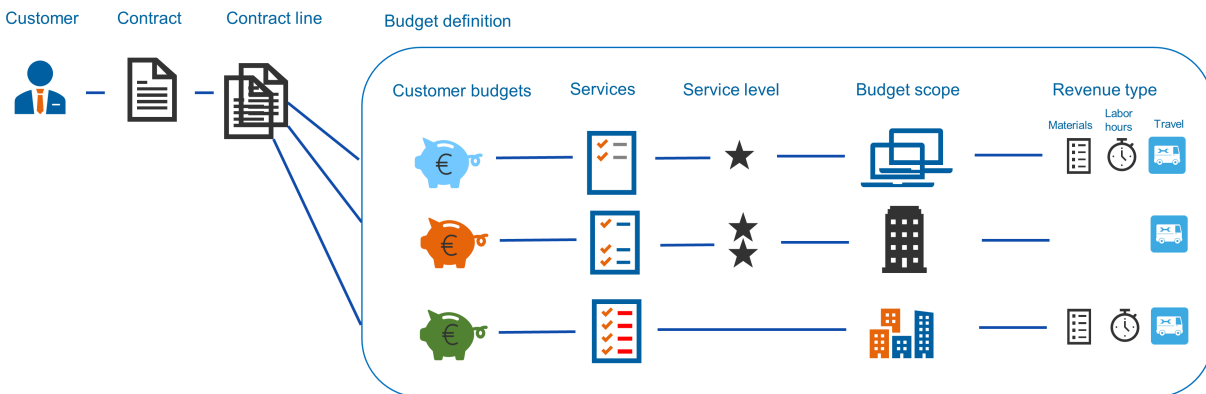 Customer
Contract
Contract line
Budget definition
Customer budgets
Services
Service level
Budget scope
Revenue type
Materials
Labor
hours
Travel
€
€
€